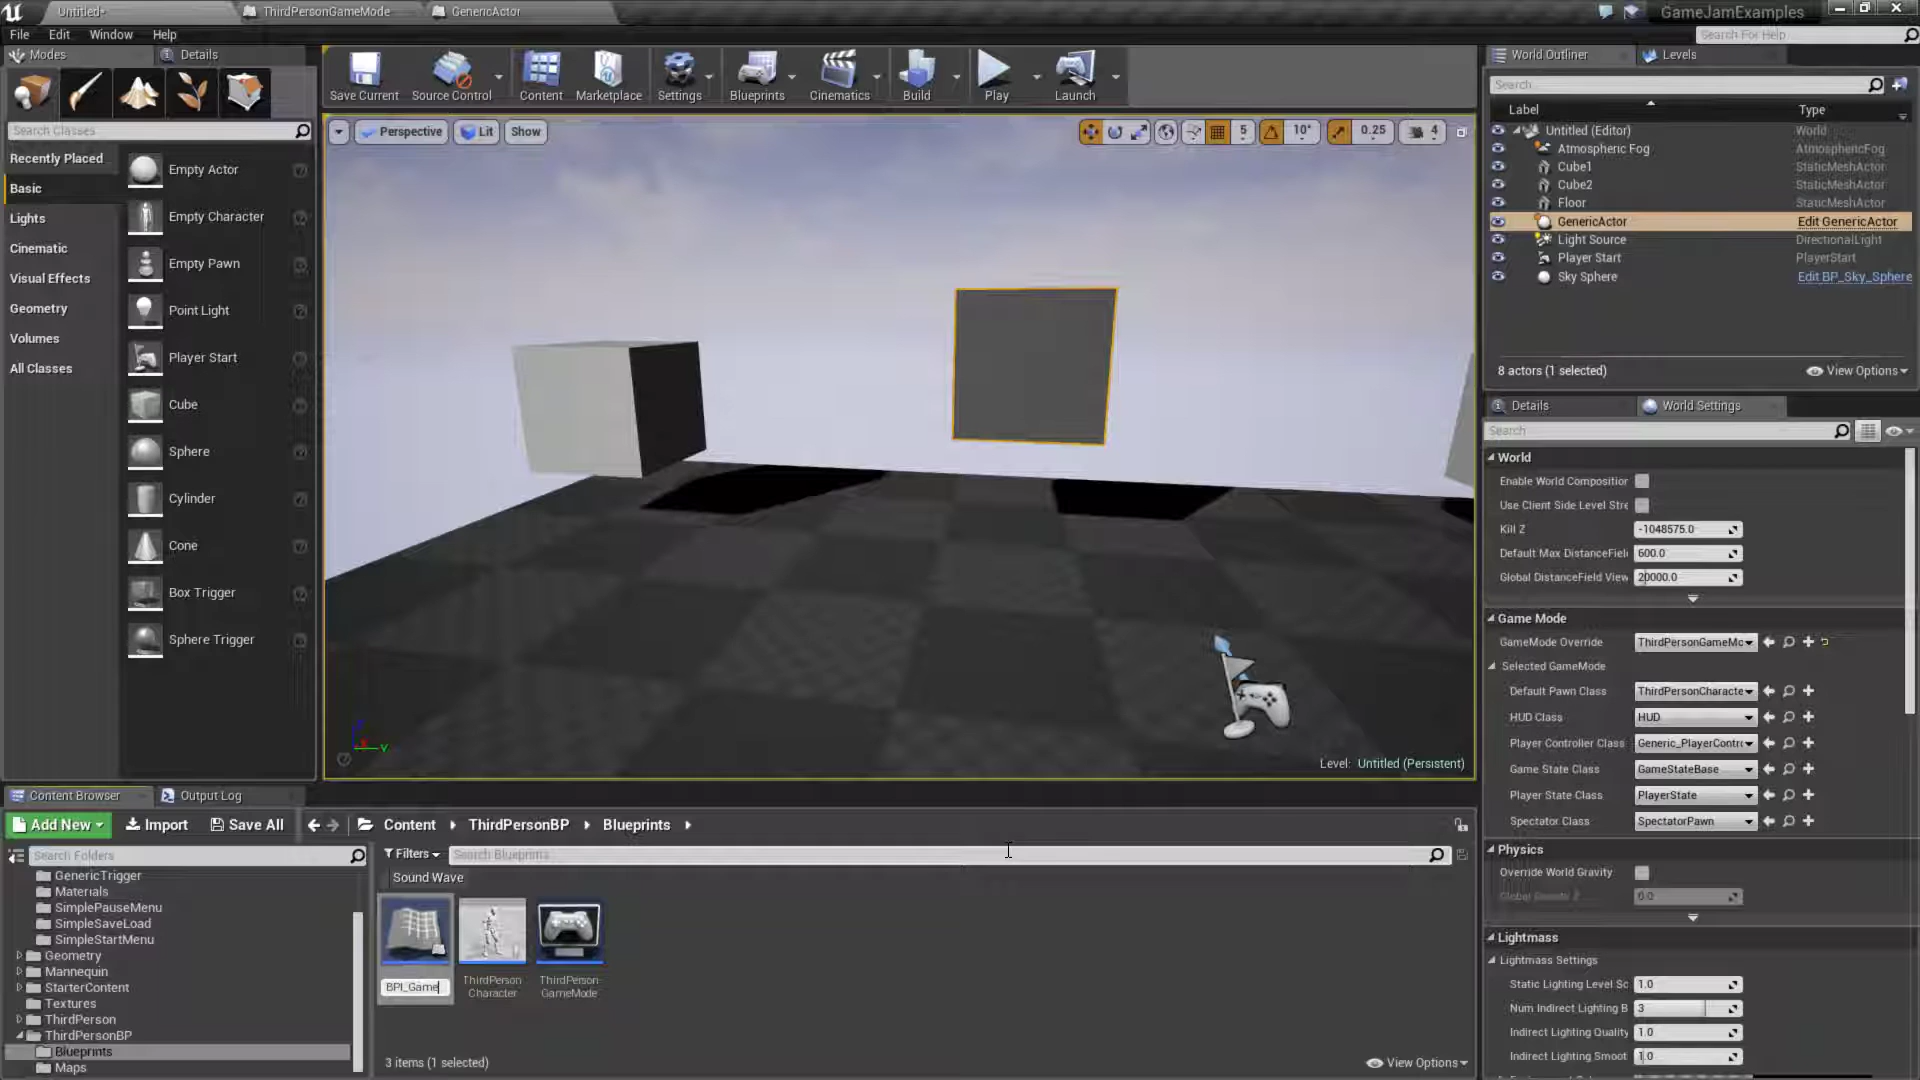 Untitled*
ThirdPersonGameMode
GenericActor
GameJamExamples
File
Edit
Window
Help
Search For Help
Modes
Details
Save Current
Source Control
Content
Marketplace
Settings
Blueprints
Cinematics
Build
Play
Launch
World Outliner
Levels
Search Classes
Search
Recently Placed
Basic
Lights
Cinematic
Visual Effects
Geometry
Volumes
All Classes
Empty Actor
Empty Character
Empty Pawn
Point Light
Player Start
Cube
Sphere
Cylinder
Cone
Box Trigger
Sphere Trigger
Perspective
Lit
Show
5
10°
0.25
4
Level: Untitled (Persistent)
Label
Type
Untitled (Editor)
World
Atmospheric Fog
AtmosphericFog
Cube1
StaticMeshActor
Cube2
StaticMeshActor
Floor
StaticMeshActor
GenericActor
Edit GenericActor
Light Source
DirectionalLight
Player Start
PlayerStart
Sky Sphere
Edit BP_Sky_Sphere
8 actors (1 selected)
View Options
Details
World Settings
Search
World
Enable World Composition
Use Client Side Level Stre
Kill Z
-1048575.0
Default Max DistanceField
600.0
Global DistanceField View
20000.0
Game Mode
GameMode Override
ThirdPersonGameMo
Selected GameMode
Default Pawn Class
ThirdPersonCharacte
HUD Class
HUD
Player Controller Class
Generic_PlayerContro
Game State Class
GameStateBase
Player State Class
PlayerState
Spectator Class
SpectatorPawn
Physics
Override World Gravity
0.0
Lightmass
Lightmass Settings
Static Lighting Level Sc
1.0
Num Indirect Lighting B
3
Indirect Lighting Quality
1.0
Indirect Lighting Smoot
1.0
Content Browser
Output Log
Add New
Import
Save All
Content
ThirdPersonBP
Blueprints
Search Folders
Filters
Search Blueprints
Sound Wave
GenericTrigger
Materials
SimplePauseMenu
SimpleSaveLoad
SimpleStartMenu
Geometry
Mannequin
StarterContent
Textures
ThirdPerson
ThirdPersonBP
Blueprints
Maps
BPI_Game
ThirdPerson
Character
ThirdPerson
GameMode
3 items (1 selected)
View Options